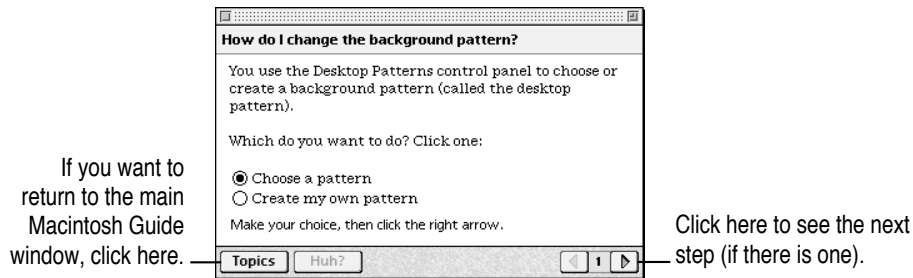 How do I change the background pattern?
You use the Desktop Patterns control panel to choose or
create a background pattern (called the desktop
pattern).
Which do you want to do? Click one:
Choose a pattern
Create my own pattern
Make your choice, then click the right arrow.
Topics Huh? 1
If you want to
return to the main
Macintosh Guide
window, click here.
Click here to see the next
step (if there is one).